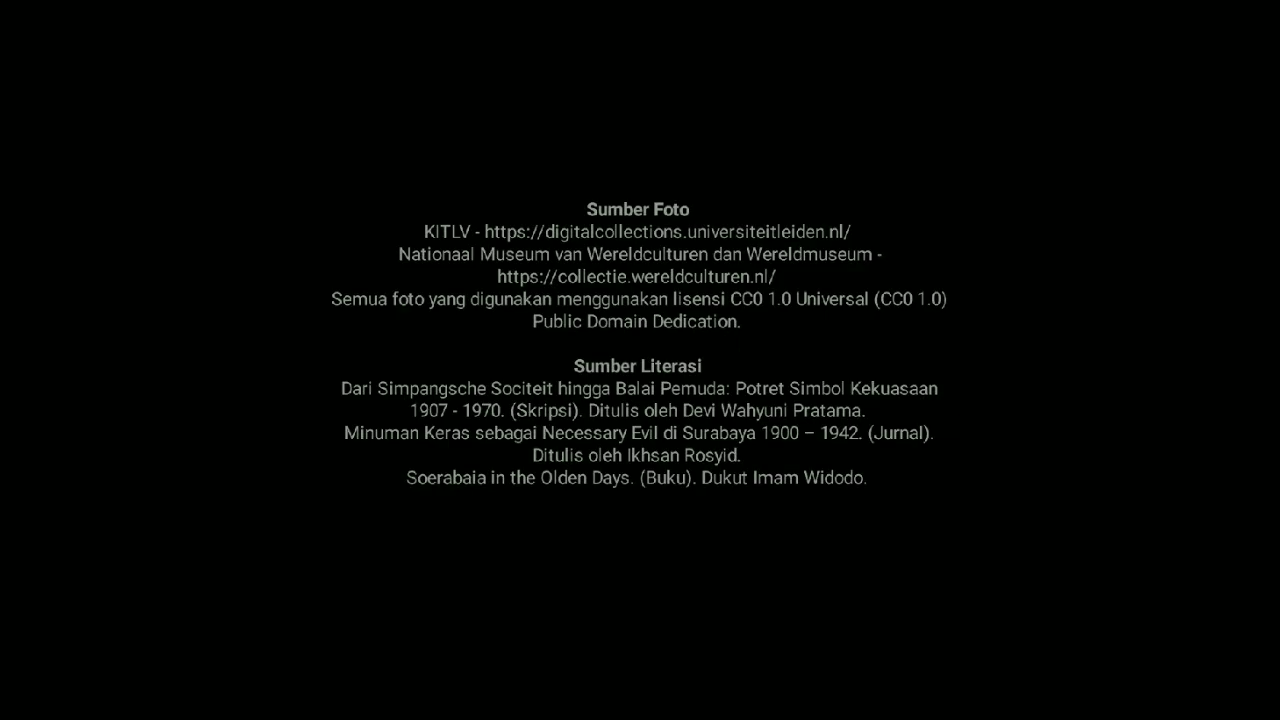 Sumber Foto
KITLV - https://digitalcollections.universiteitleiden.nl/
Nationaal Museum van Wereldculturen dan Wereldmuseum -
https://collectie.wereldculturen.nl/
Semua foto yang digunakan menggunakan lisensi CC0 1.0 Universal (CC0 1.0)
Public Domain Dedication.
Sumber Literasi
Dari Simpangsche Sociteit hingga Balai Pemuda: Potret Simbol Kekuasaan
1907 - 1970. (Skripsi). Ditulis oleh Devi Wahyuni Pratama.
Minuman Keras sebagai Necessary Evil di Surabaya 1900 – 1942. (Jurnal).
Ditulis oleh Ikhsan Rosyid.
Soerabaia in the Olden Days. (Buku). Dukut Imam Widodo.